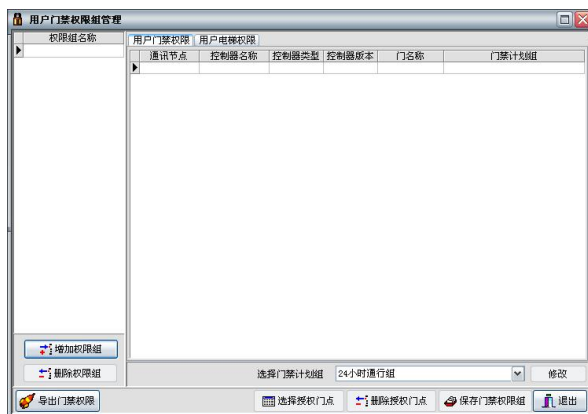 用户门禁权限组管理
权限组名称
用户门禁权限 用户电梯权限
通讯节点 控制器名称 控制器类型 控制器版本 门名称 门禁计划组
增加权限组
删除权限组
选择门禁计划组 24小时通行组 修改
导出门禁权限 选择授权门点 删除授权门点 保存门禁权限组 退出